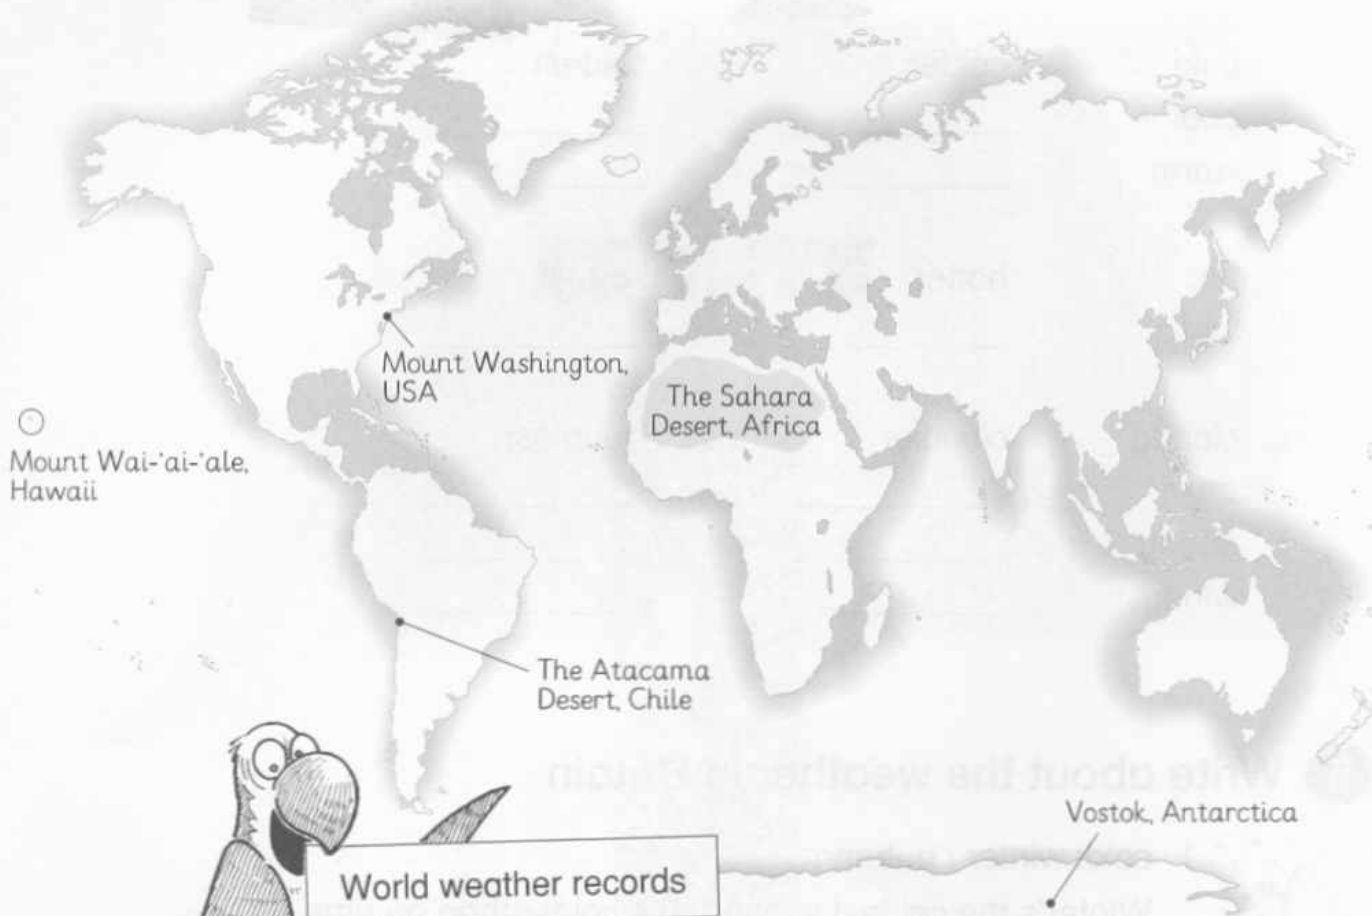 Mount Washington,
USA
The Sahara
Desert, Africa
Mount Wai-'ai-'ale,
Hawaii
The Atacama
Desert, Chile
Vostok, Antarctica
World weather records